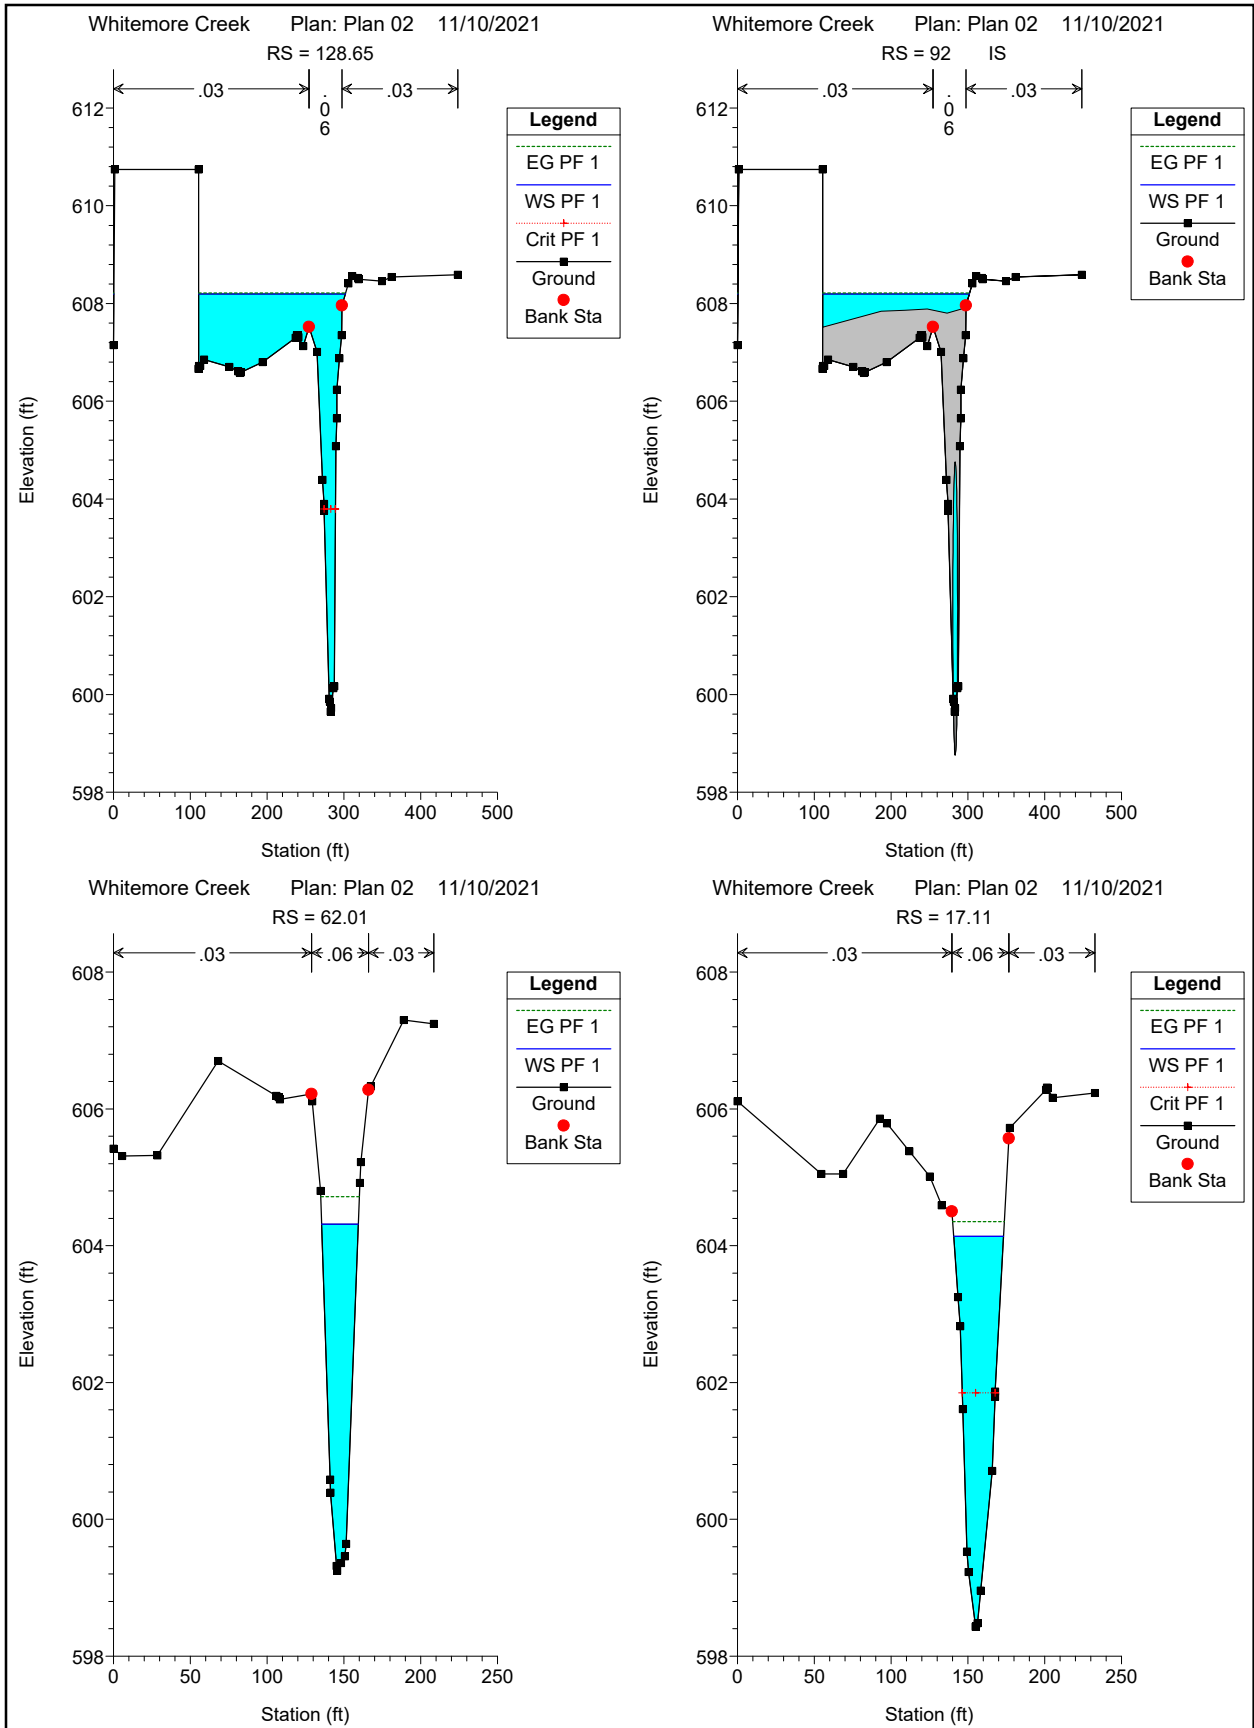 Whitemore Creek Plan: Plan 02 11/10/2021
RS = 128.65
.03
.06
.03
612
610
608
606
604
602
600
598
0 100 200 300 400 500
Elevation (ft)
Station (ft)
Legend
EG PF 1
WS PF 1
Crit PF 1
Ground
Bank Sta
Whitemore Creek Plan: Plan 02 11/10/2021
RS = 92 IS
.03
.06
.03
612
610
608
606
604
602
600
598
0 100 200 300 400 500
Elevation (ft)
Station (ft)
Legend
EG PF 1
WS PF 1
Ground
Bank Sta
Whitemore Creek Plan: Plan 02 11/10/2021
RS = 62.01
.03 .06 .03
608
606
604
602
600
598
0 50 100 150 200 250
Elevation (ft)
Station (ft)
Legend
EG PF 1
WS PF 1
Ground
Bank Sta
Whitemore Creek Plan: Plan 02 11/10/2021
RS = 17.11
.03 .06 .03
608
606
604
602
600
598
0 50 100 150 200 250
Elevation (ft)
Station (ft)
Legend
EG PF 1
WS PF 1
Crit PF 1
Ground
Bank Sta